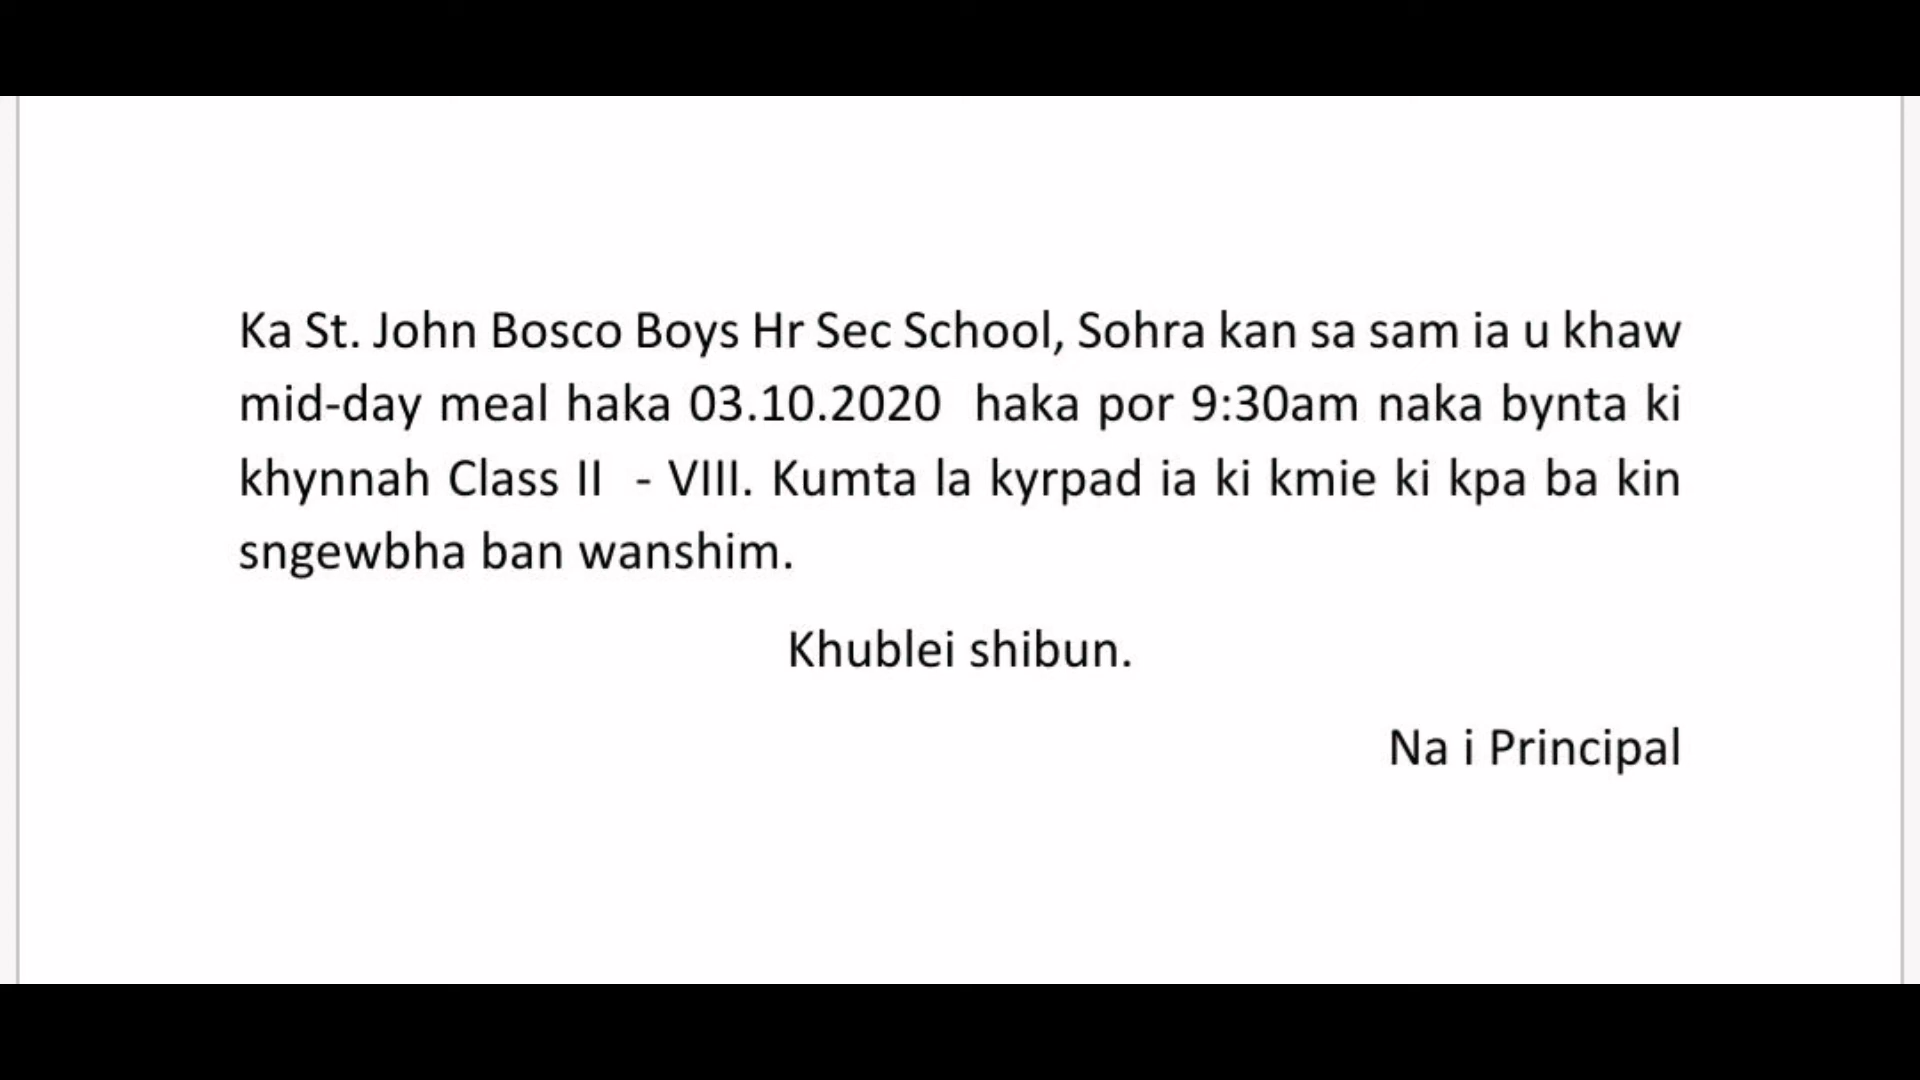 Ka St. John Bosco Boys Hr Sec School, Sohra kan sa sam ia u khaw
mid-day meal haka 03.10.2020 haka por 9:30am naka bynta ki
khynnah Class II - VIII. Kumta la kyrpad ia ki kmie ki kpa ba kin
sngewbha ban wanshim.
Khublei shibun.
Na i Principal